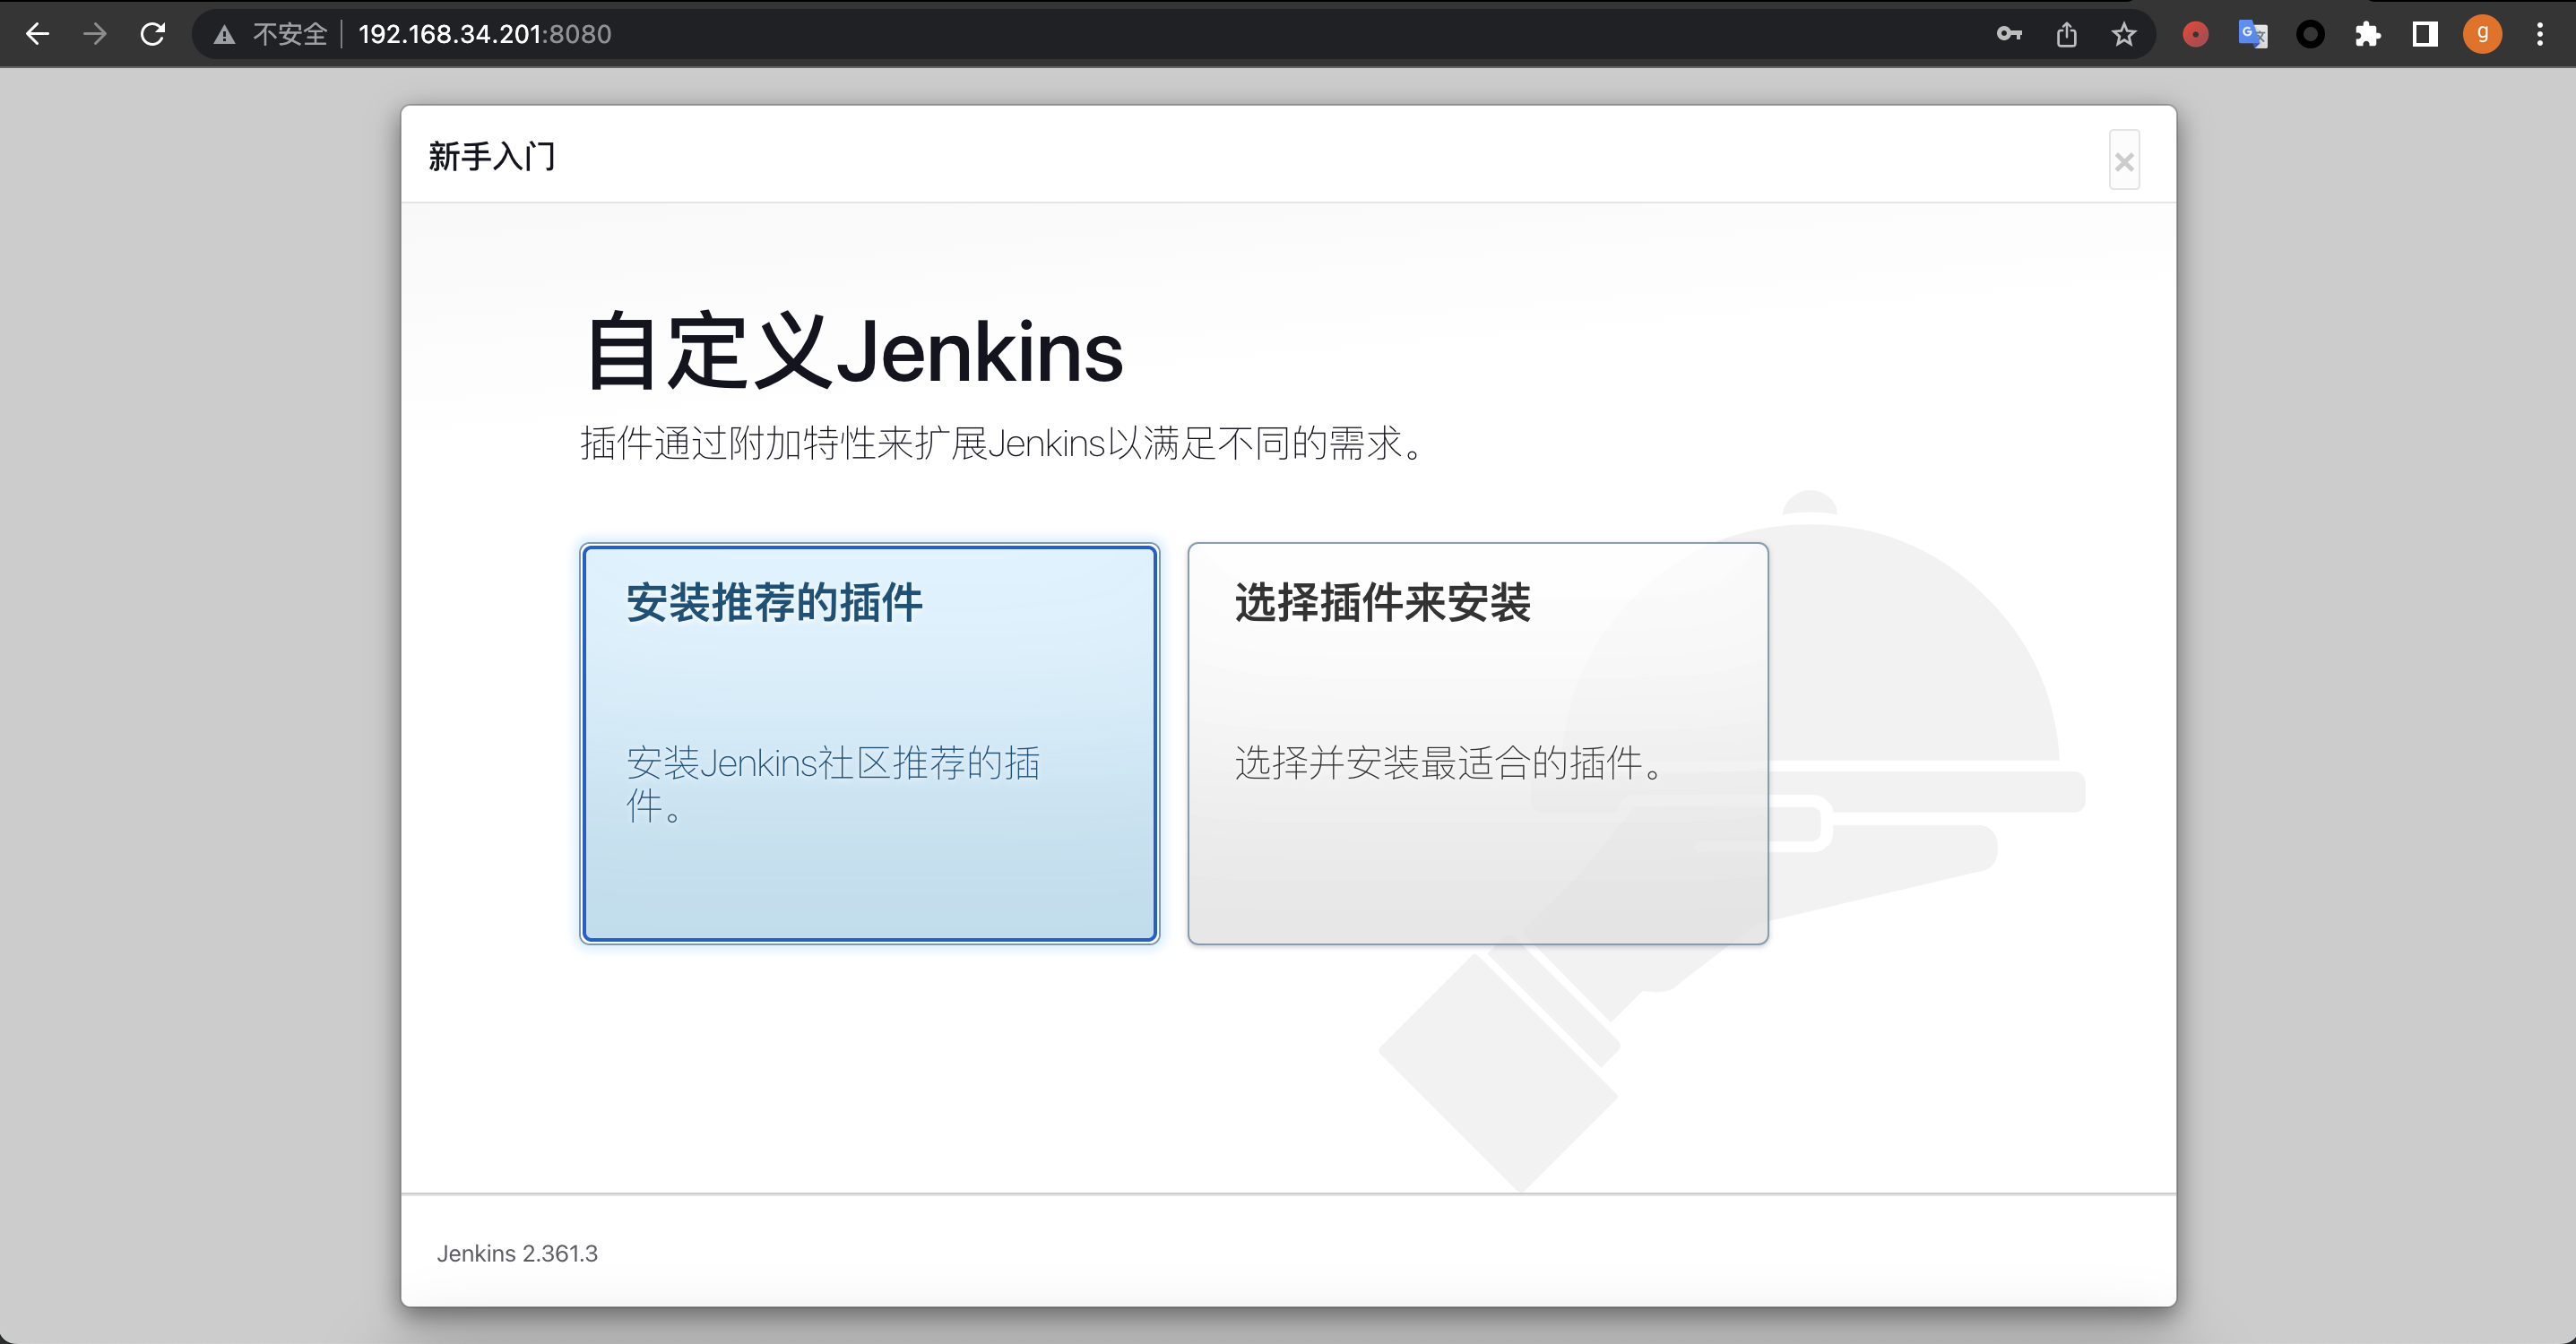 不安全 192.168.34.201:8080
g
新手入门
×
自定义Jenkins
插件通过附加特性来扩展Jenkins以满足不同的需求。
安装推荐的插件
安装Jenkins社区推荐的插
件。
选择插件来安装
选择并安装最适合的插件。
Jenkins 2.361.3